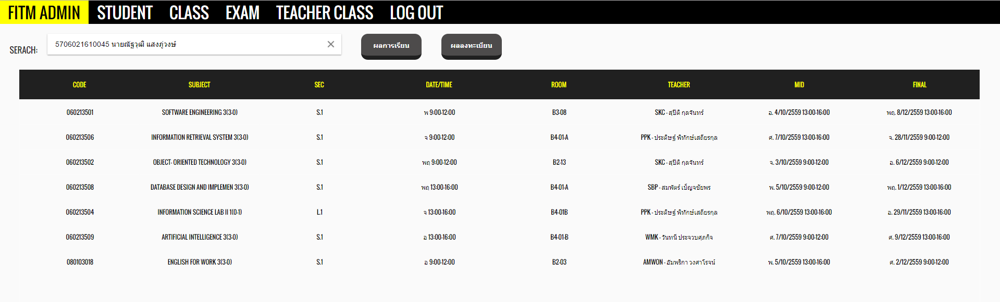 FITM ADMIN STUDENT CLASS EXAM TEACHER CLASS LOG OUT
SERACH: 5706021610045 นายณัฐวุฒิ แสงภู่วงษ์ ผลการเรียน ผลลงทะเบียน
CODE SUBJECT SEC DATE/TIME ROOM TEACHER MID FINAL
060213501 SOFTWARE ENGINEERING 3(3-0) S.1 พ 9:00-12:00 B3-08 SKC - สุปีติ กุลจันทร์ อ. 4/10/2559 13:00-16:00 พฤ. 8/12/2559 13:00-16:00
060213506 INFORMATION RETRIEVAL SYSTEM 3(3-0) S.1 จ 9:00-12:00 B4-01-A PPK - ประดิษฐ์ พิทักษ์เสถียรกุล ศ. 7/10/2559 13:00-16:00 จ. 28/11/2559 9:00-12:00
060213502 OBJECT- ORIENTED TECHNOLOGY 3(3-0) S.1 พฤ 9:00-12:00 B2-13 SKC - สุปีติ กุลจันทร์ จ. 3/10/2559 9:00-12:00 อ. 6/12/2559 9:00-12:00
060213508 DATABASE DESIGN AND IMPLEMEN 3(3-0) S.1 พฤ 13:00-16:00 B4-01-A SBP - สมพัตร์ เบ็ญจชัยพร พ. 5/10/2559 9:00-12:00 พฤ. 1/12/2559 13:00-16:00
060213504 INFORMATION SCIENCE LAB II 1(0-1) L.1 จ 13:00-16:00 B4-01B PPK - ประดิษฐ์ พิทักษ์เสถียรกุล พฤ. 6/10/2559 13:00-16:00 อ. 29/11/2559 13:00-16:00
060213509 ARTIFICIAL INTELLIGENCE 3(3-0) S.1 อ 13:00-16:00 B4-01-B WMK - วันทนี ประจวบศุภกิจ ศ. 7/10/2559 9:00-12:00 ศ. 9/12/2559 13:00-16:00
080103018 ENGLISH FOR WORK 3(3-0) S.1 อ 9:00-12:00 B2-03 AMWON - อัมพริกา วงศาโรจน์ พ. 5/10/2559 13:00-16:00 ศ. 2/12/2559 9:00-12:00